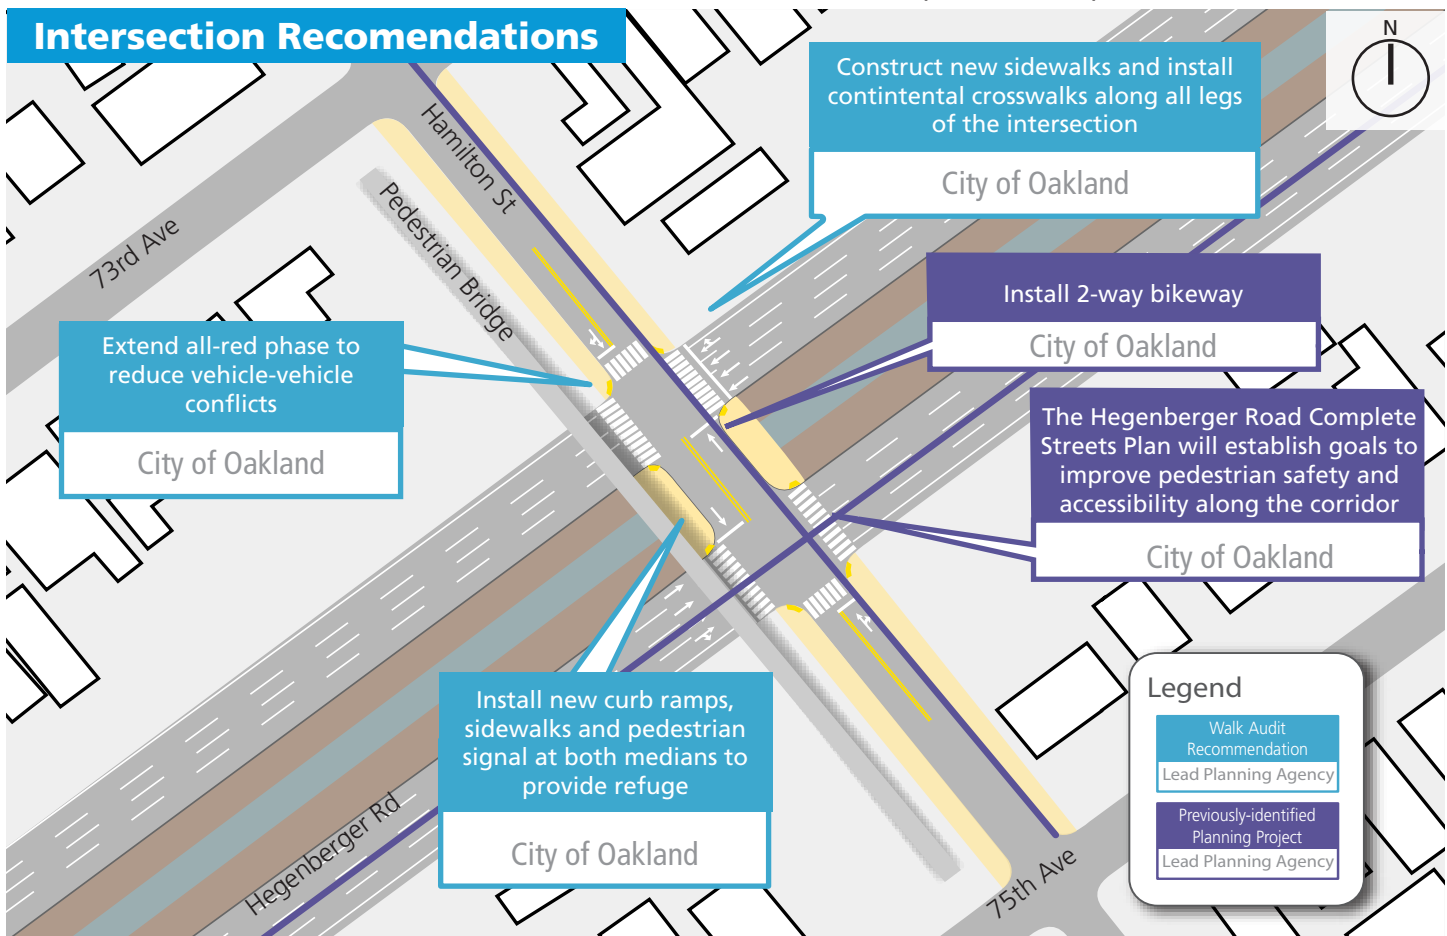 Intersection Recomendations
N
Construct new sidewalks and install
contintental crosswalks along all legs
of the intersection
City of Oakland
Hamilton St
Pedestrian Bridge
73rd Ave
Install 2-way bikeway
City of Oakland
Extend all-red phase to
reduce vehicle-vehicle
conflicts
City of Oakland
The Hegenberger Road Complete
Streets Plan will establish goals to
improve pedestrian safety and
accessibility along the corridor
City of Oakland
Install new curb ramps,
sidewalks and pedestrian
signal at both medians to
provide refuge
City of Oakland
Hegenberger Rd
75th Ave
Legend
Walk Audit
Recommendation
Lead Planning Agency
Previously-identified
Planning Project
Lead Planning Agency